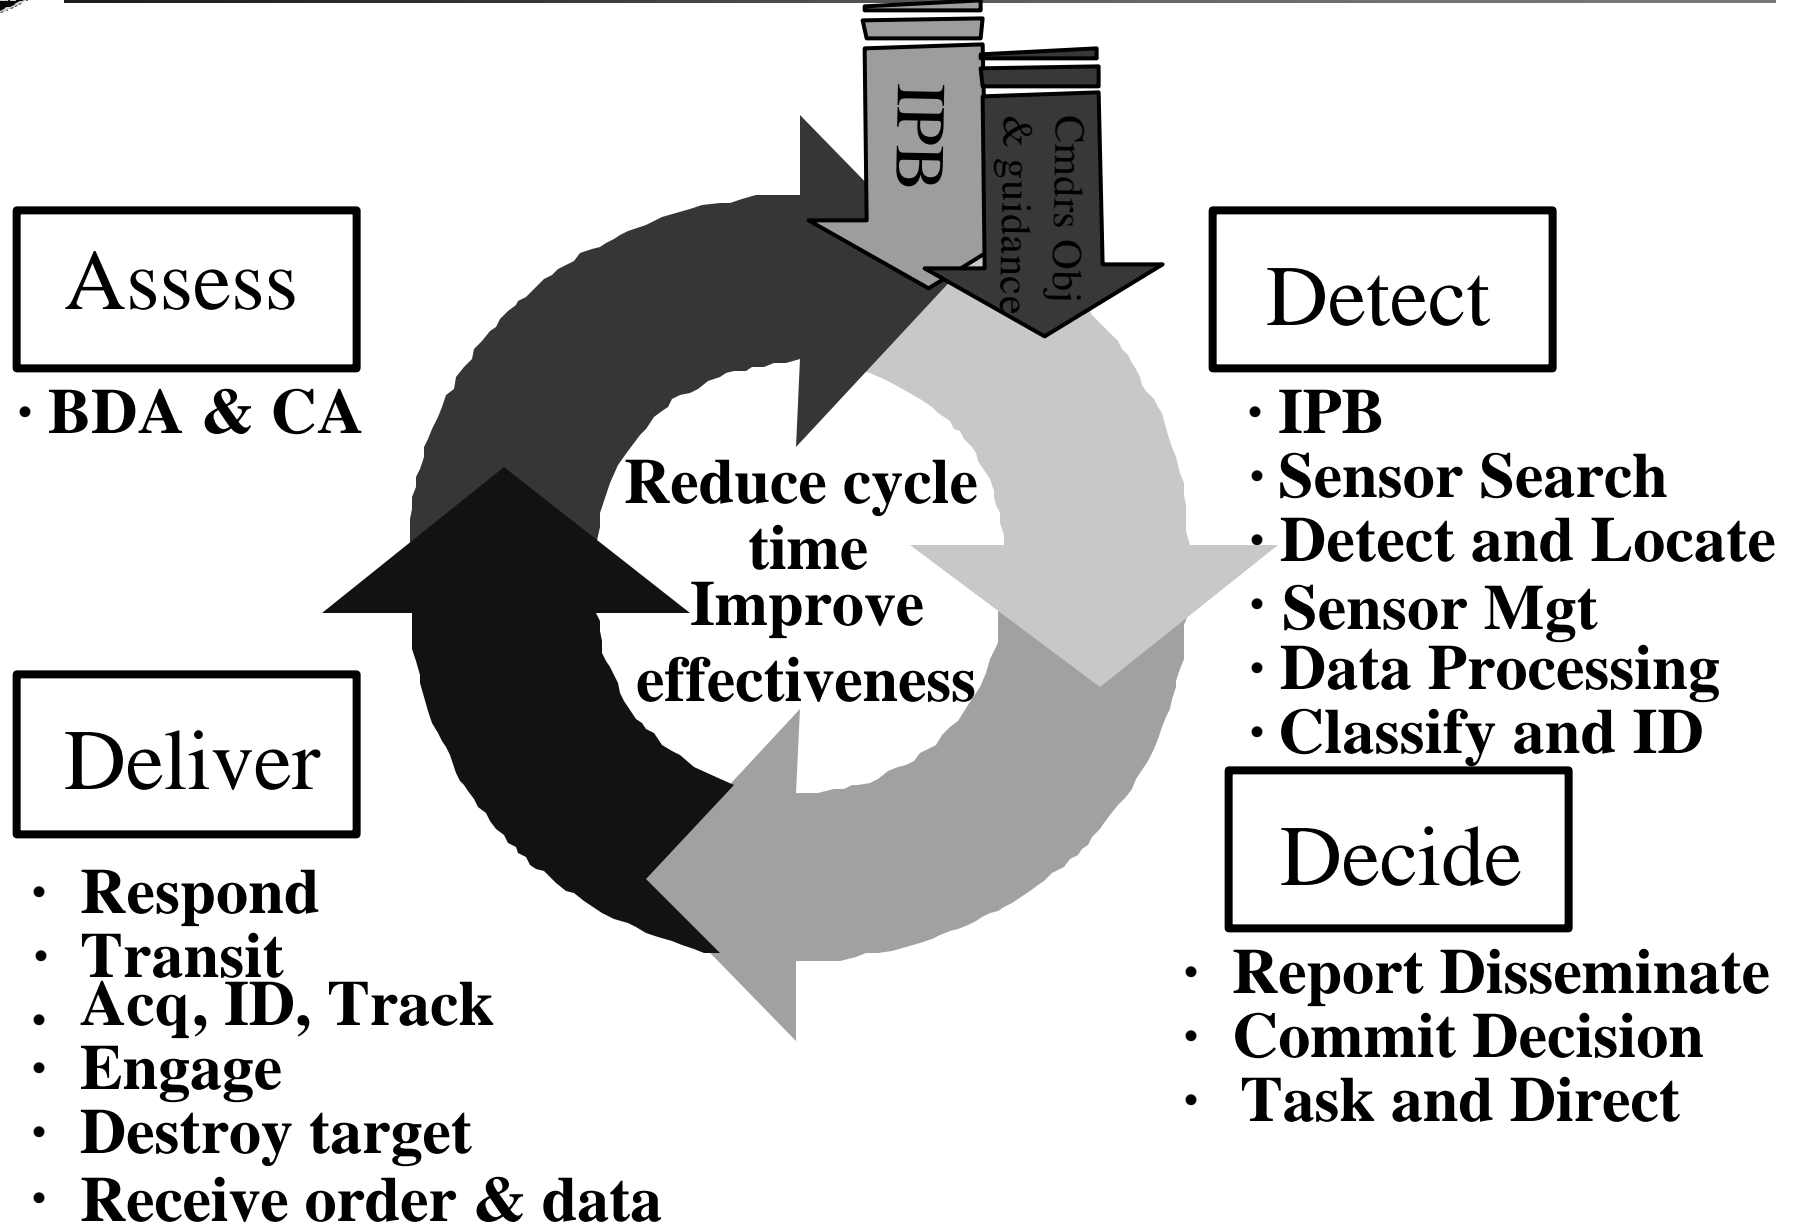 IPB
Cmdrs Obj
& guidance
Assess
· BDA & CA
Detect
· IPB
· Sensor Search
· Detect and Locate
· Sensor Mgt
· Data Processing
· Classify and ID
Reduce cycle
time
Improve
effectiveness
Deliver
· Respond
· Transit
· Acq, ID, Track
· Engage
· Destroy target
· Receive order & data
Decide
· Report Disseminate
· Commit Decision
· Task and Direct